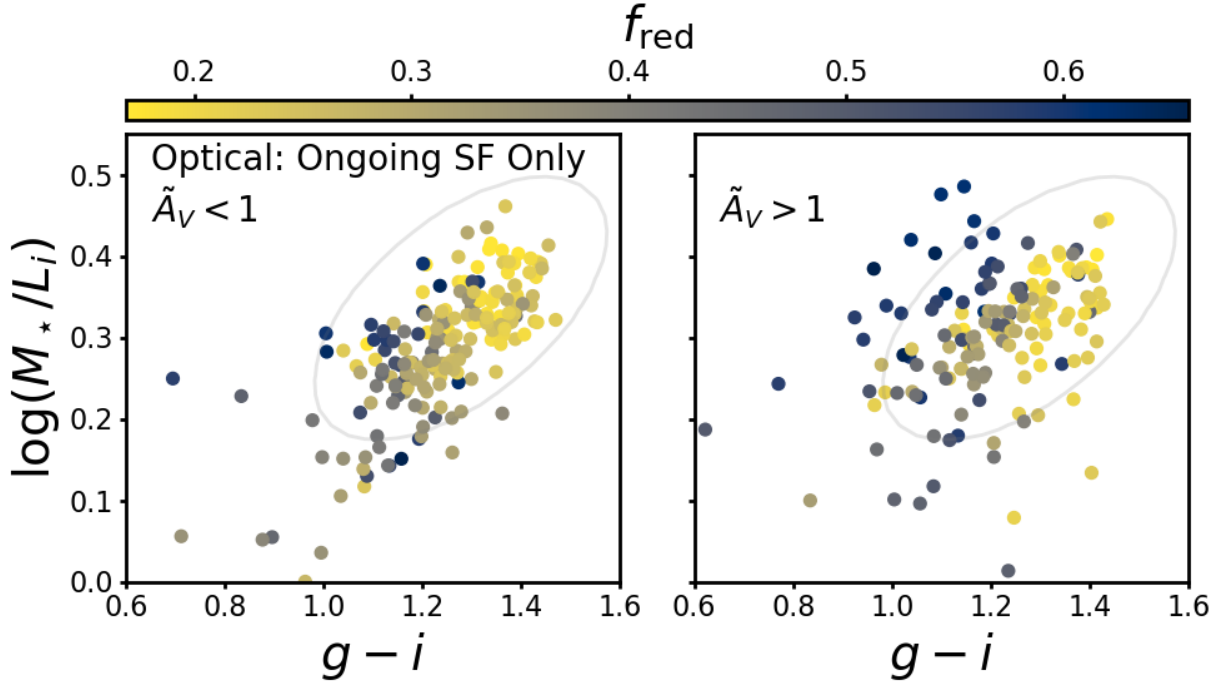 f_red
0.2 0.3 0.4 0.5 0.6
Optical: Ongoing SF Only
Ã_V < 1
Ã_V > 1
log(M⋆/L_i)
0.5
0.4
0.3
0.2
0.1
0.0
0.6 0.8 1.0 1.2 1.4 1.6
0.6 0.8 1.0 1.2 1.4 1.6
g − i
g − i